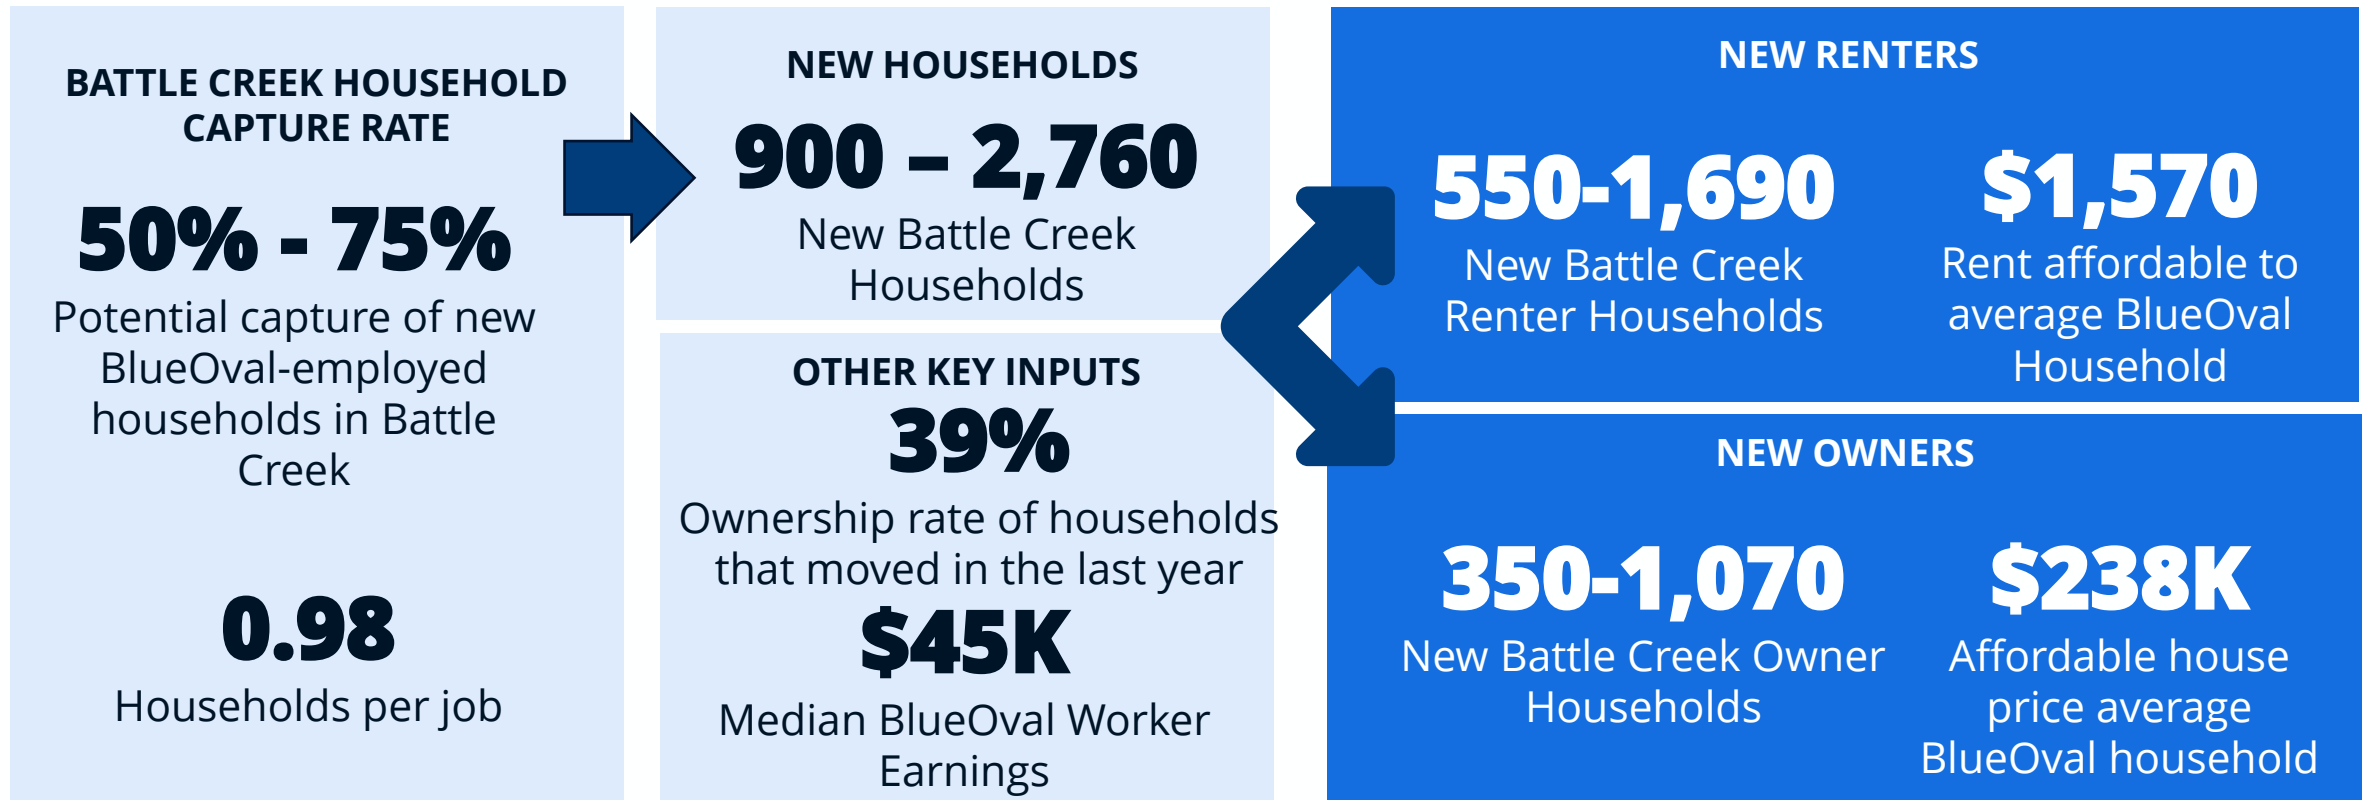 BATTLE CREEK HOUSEHOLD
CAPTURE RATE
50% - 75%
Potential capture of new
BlueOval-employed
households in Battle
Creek
0.98
Households per job
NEW HOUSEHOLDS
900 – 2,760
New Battle Creek
Households
OTHER KEY INPUTS
39%
Ownership rate of households
that moved in the last year
$45K
Median BlueOval Worker
Earnings
NEW RENTERS
550-1,690
New Battle Creek
Renter Households
$1,570
Rent affordable to
average BlueOval
Household
NEW OWNERS
350-1,070
New Battle Creek Owner
Households
$238K
Affordable house
price average
BlueOval household